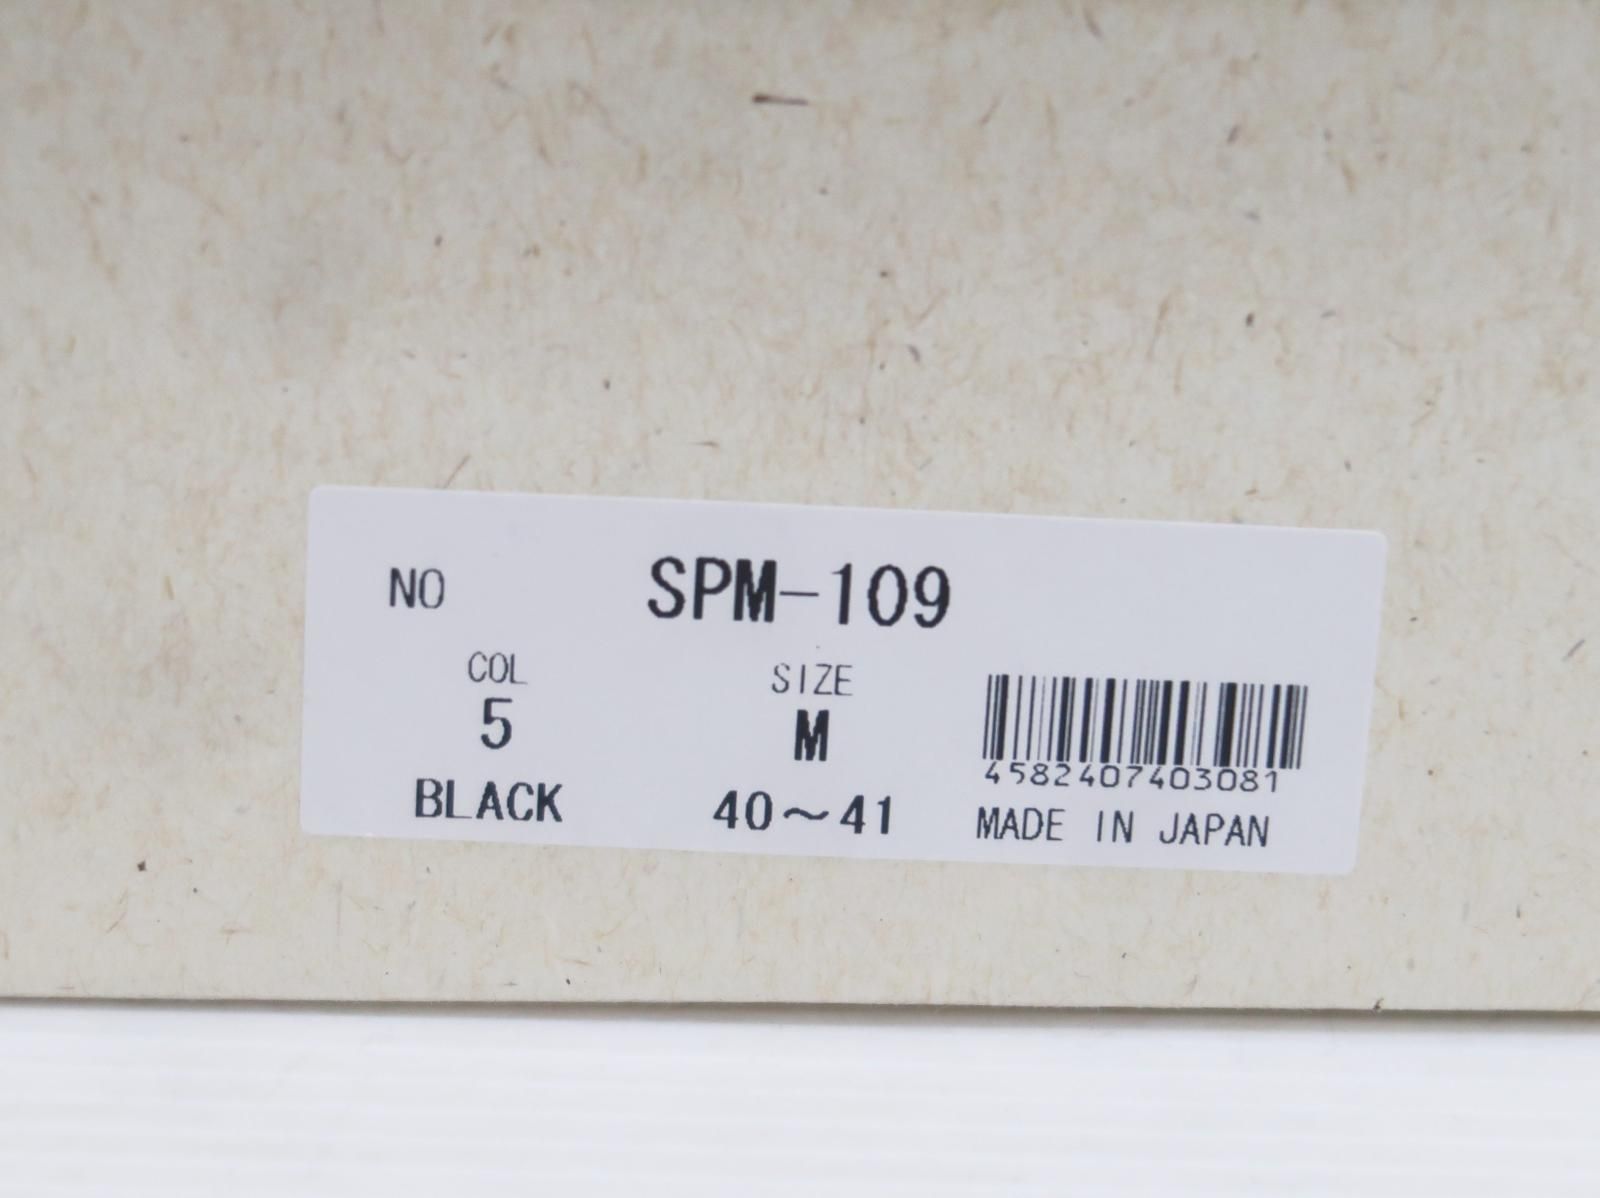 NO SPM-109
COL SIZE
5 M
BLACK 40～41
4582407403081
MADE IN JAPAN